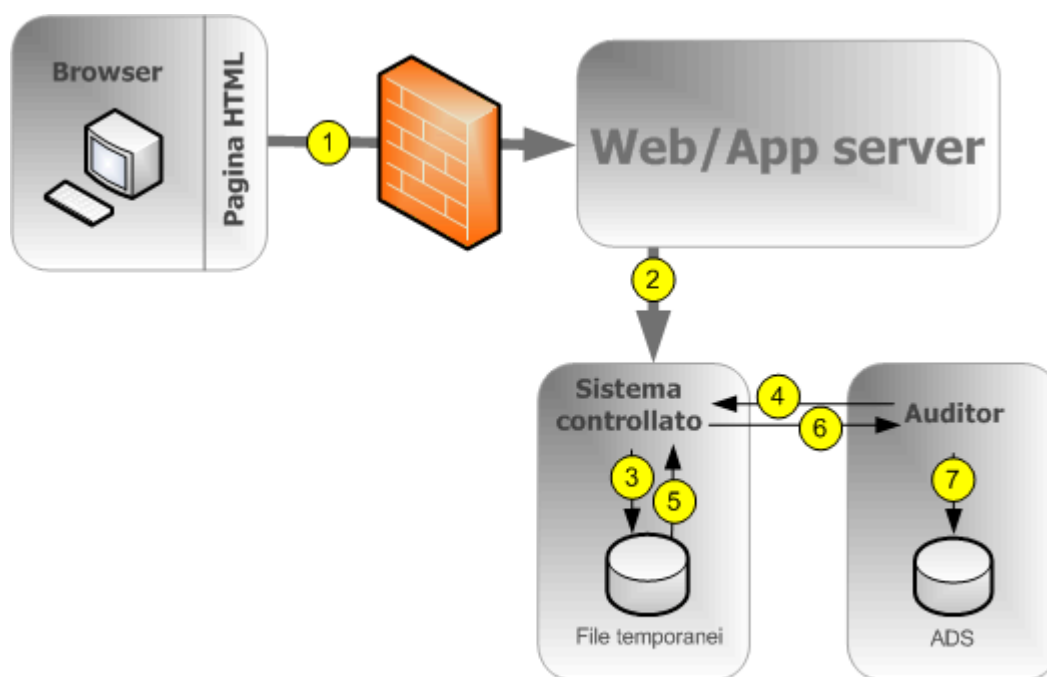 Browser
Pagina HTML
1
Web/App server
2
Sistema
controllato
4
6
Auditor
3
5
7
File temporanei
ADS